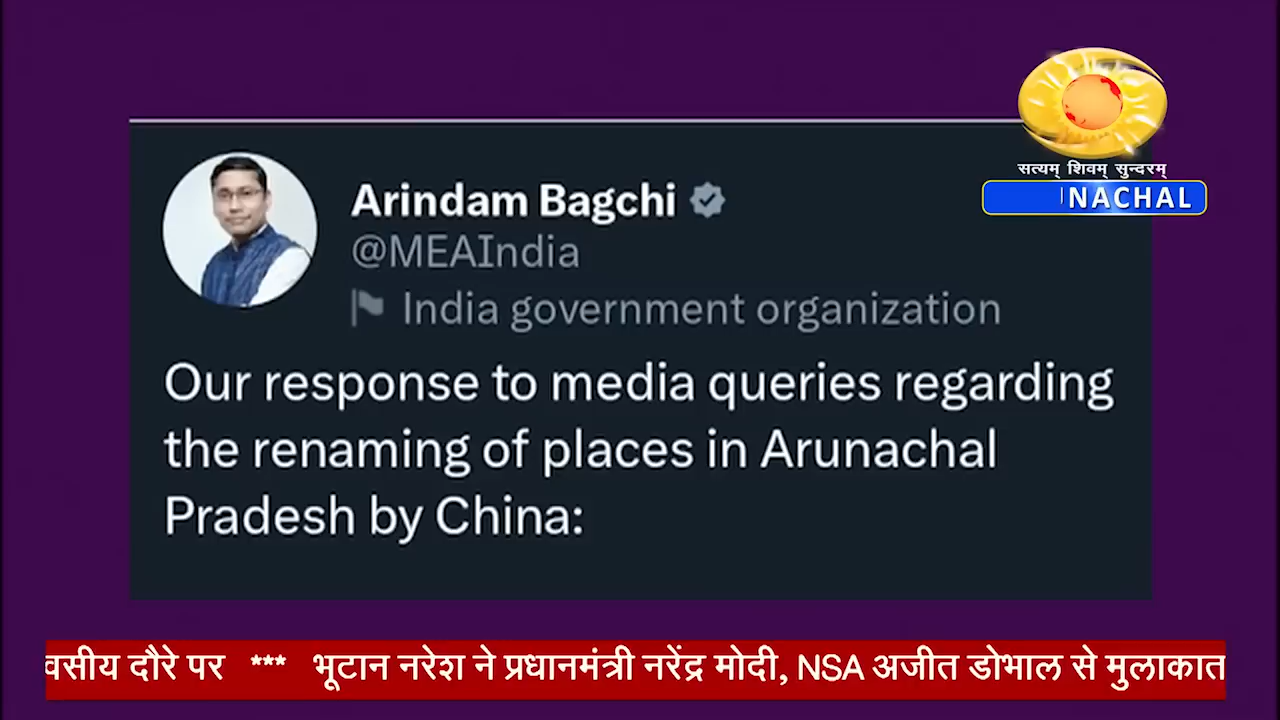 सत्यम् शिवम् सुन्दरम्
NACHAL
Arindam Bagchi
@MEAIndia
India government organization
Our response to media queries regarding
the renaming of places in Arunachal
Pradesh by China:
वसीय दौरे पर *** भूटान नरेश ने प्रधानमंत्री नरेंद्र मोदी, NSA अजीत डोभाल से मुलाकात